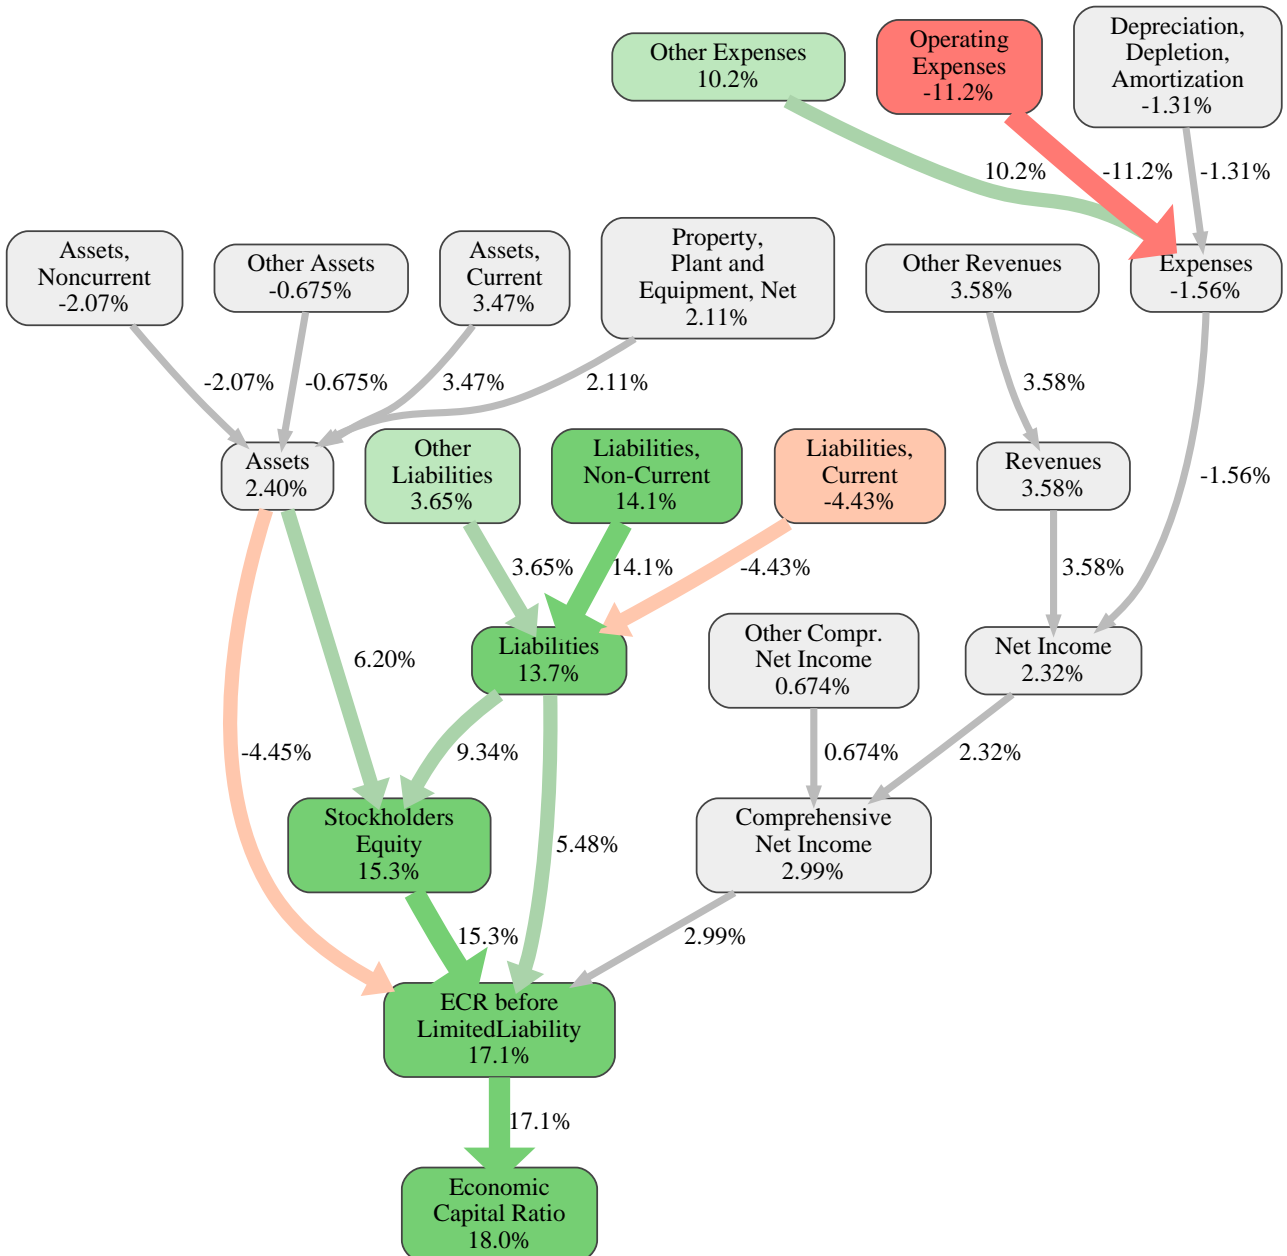 Other Expenses
10.2%
Operating
Expenses
-11.2%
Depreciation,
Depletion,
Amortization
-1.31%
10.2%
-11.2%
-1.31%
Assets,
Noncurrent
-2.07%
Other Assets
-0.675%
Assets,
Current
3.47%
Property,
Plant and
Equipment, Net
2.11%
Other Revenues
3.58%
Expenses
-1.56%
-2.07%
-0.675%
3.47%
2.11%
3.58%
-1.56%
Assets
2.40%
Other
Liabilities
3.65%
Liabilities,
Non-Current
14.1%
Liabilities,
Current
-4.43%
Revenues
3.58%
3.65%
14.1%
-4.43%
3.58%
Liabilities
13.7%
Other Compr.
Net Income
0.674%
Net Income
2.32%
6.20%
-4.45%
9.34%
0.674%
2.32%
Stockholders
Equity
15.3%
5.48%
Comprehensive
Net Income
2.99%
15.3%
2.99%
ECR before
LimitedLiability
17.1%
17.1%
Economic
Capital Ratio
18.0%